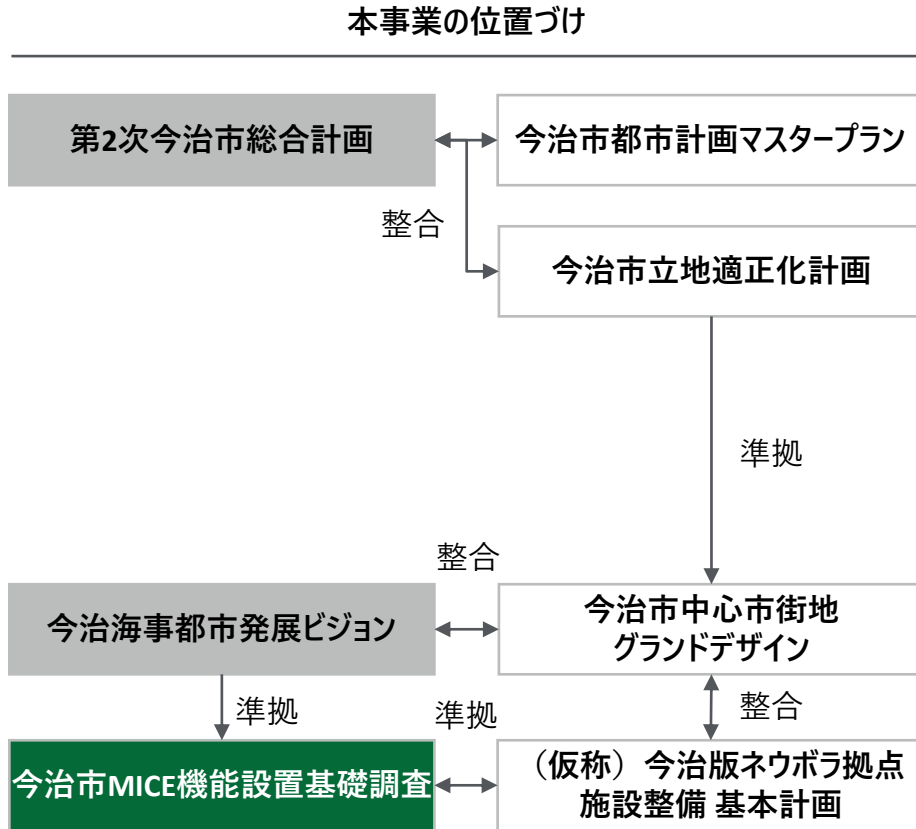 本事業の位置づけ
第2次今治市総合計画
今治市都市計画マスタープラン
整合
今治市立地適正化計画
準拠
整合
今治海事都市発展ビジョン
今治市中心市街地
グランドデザイン
準拠
準拠
整合
今治市MICE機能設置基礎調査
（仮称）今治版ネウボラ拠点
施設整備 基本計画